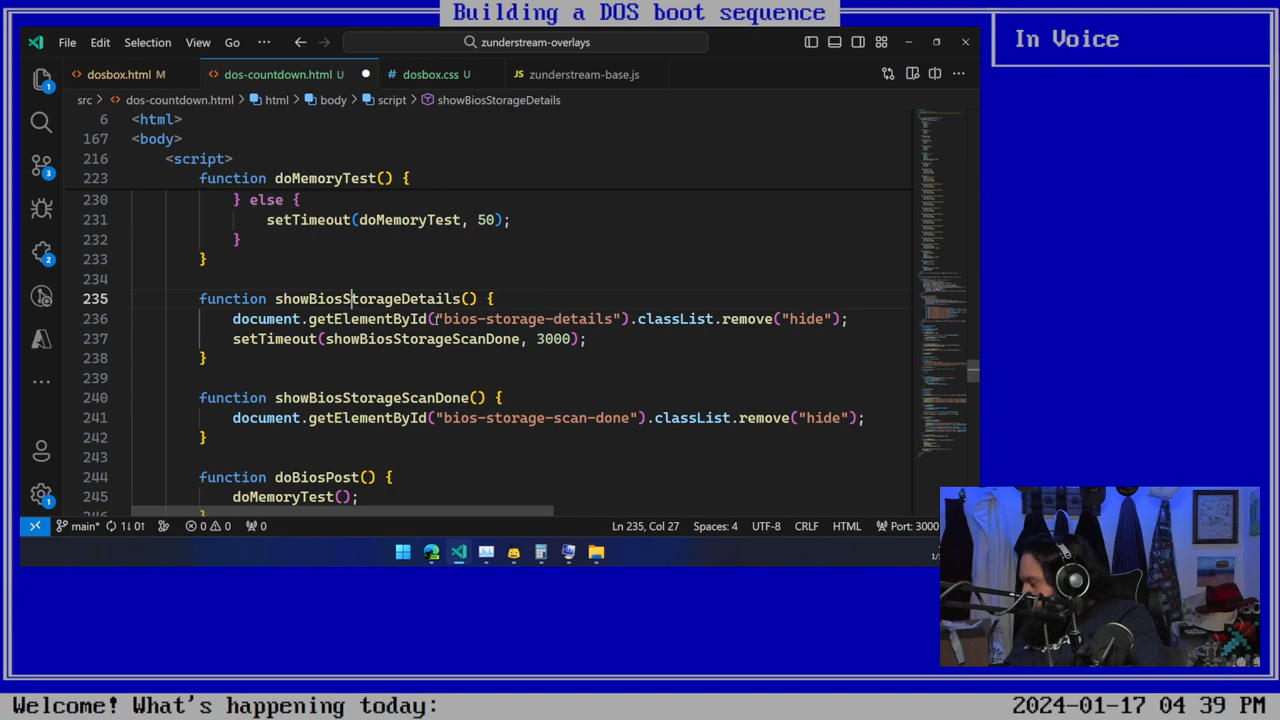 Building a DOS boot sequence
In Voice
File Edit Selection View Go ··· zunderstream-overlays
dosbox.html M dos-countdown.html U dosbox.css U JS zunderstream-base.js
src > dos-countdown.html > html > body > script > showBiosStorageDetails
6 <html>
167 <body>
216 <script>
223 function doMemoryTest() {
230 } else {
231 setTimeout(doMemoryTest, 50)
232 }
233 }
234
235 function showBiosStorageDetails() {
236 document.getElementById("bios-storage-details").classList.remove("hide");
237 setTimeout(showBiosStorageScanDone, 3000);
238 }
239
240 function showBiosStorageScanDone() {
241 document.getElementById("bios-storage-scan-done").classList.remove("hide");
242 }
243
244 function doBiosPost() {
245 doMemoryTest();
main* 1↓ 0↑ 0 0 0 Ln 235, Col 27 Spaces: 4 UTF-8 CRLF HTML Port: 3000
Welcome! What's happening today: 2024-01-17 04 39 PM